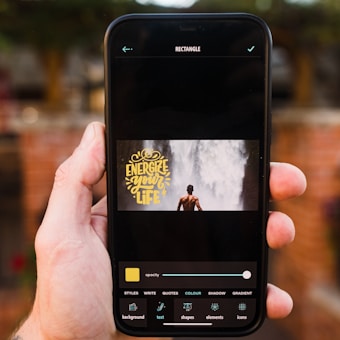 RECTANGLE
ENERGIZE
your
LIFE
opacity
STYLES WRITE QUOTES COLOUR SHADOW GRADIENT
background text shapes elements icons